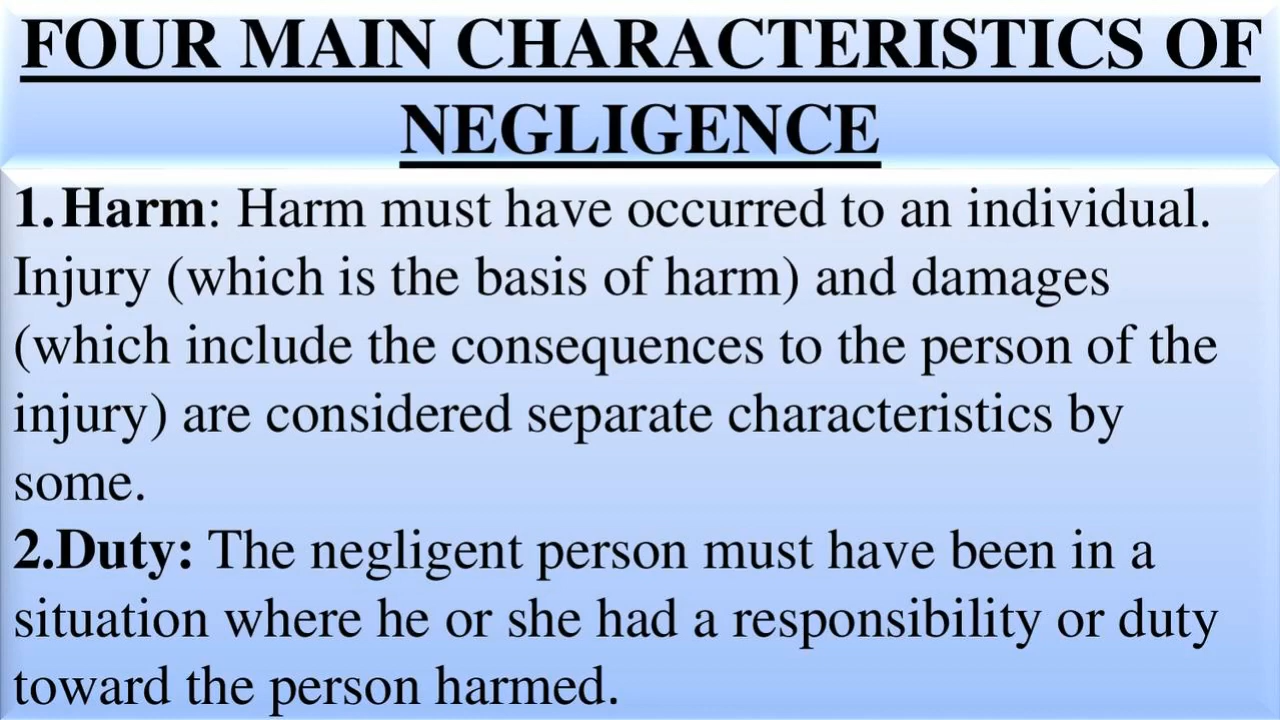 FOUR MAIN CHARACTERISTICS OF
NEGLIGENCE
1.Harm: Harm must have occurred to an individual.
Injury (which is the basis of harm) and damages
(which include the consequences to the person of the
injury) are considered separate characteristics by
some.
2.Duty: The negligent person must have been in a
situation where he or she had a responsibility or duty
toward the person harmed.